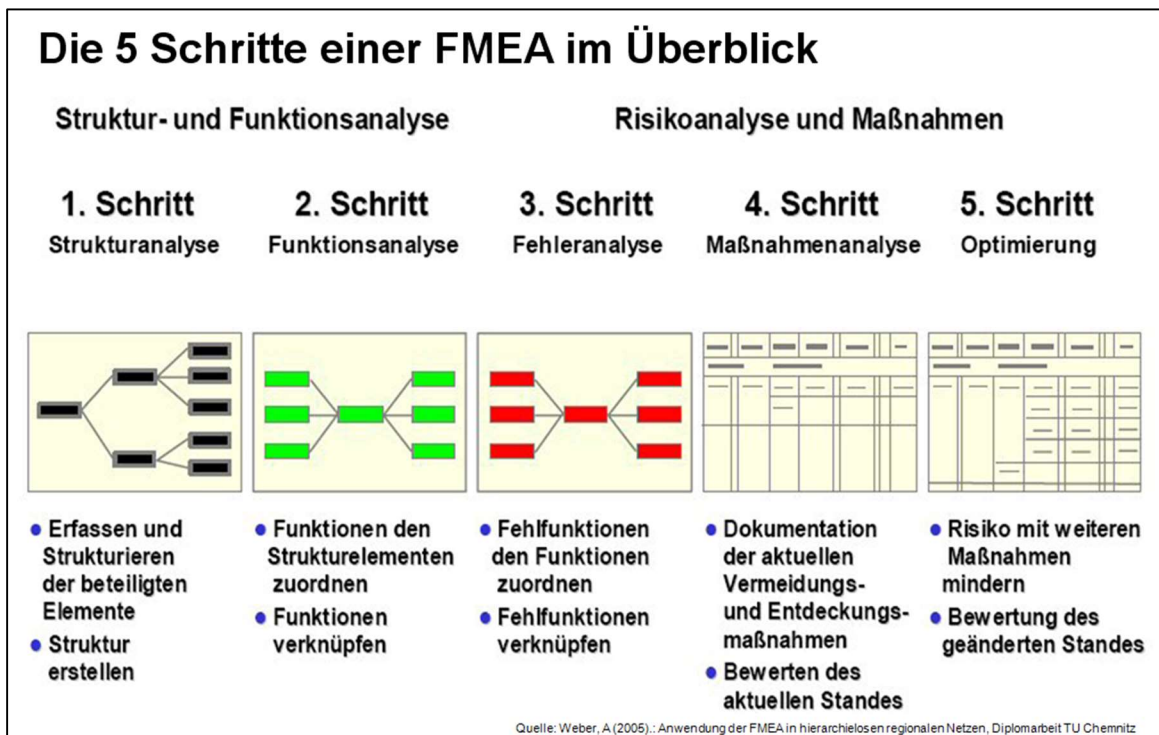 Die 5 Schritte einer FMEA im Überblick
Struktur- und Funktionsanalyse
Risikoanalyse und Maßnahmen
1. Schritt
Strukturanalyse
2. Schritt
Funktionsanalyse
3. Schritt
Fehleranalyse
4. Schritt
Maßnahmenanalyse
5. Schritt
Optimierung
• Erfassen und
Strukturieren
der beteiligten
Elemente
• Struktur
erstellen
• Funktionen den
Strukturelementen
zuordnen
• Funktionen
verknüpfen
• Fehlfunktionen
den Funktionen
zuordnen
• Fehlfunktionen
verknüpfen
• Dokumentation
der aktuellen
Vermeidungs-
und Entdeckungs-
maßnahmen
• Bewerten des
aktuellen Standes
• Risiko mit weiteren
Maßnahmen
mindern
• Bewertung des
geänderten Standes
Quelle: Weber, A (2005).: Anwendung der FMEA in hierarchielosen regionalen Netzen, Diplomarbeit TU Chemnitz